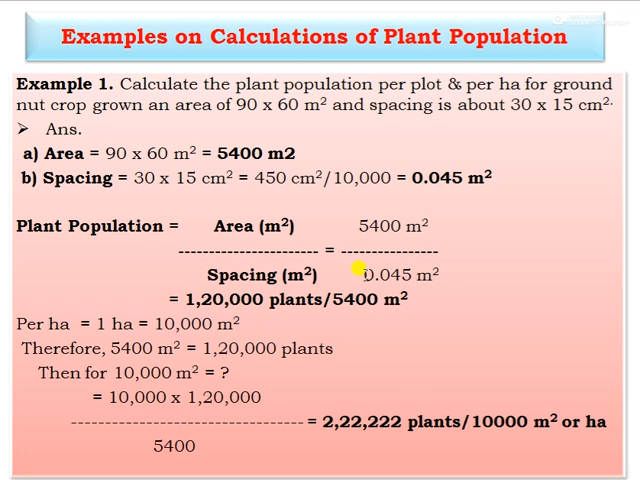 Examples on Calculations of Plant Population
Example 1. Calculate the plant population per plot & per ha for ground
nut crop grown an area of 90 x 60 m² and spacing is about 30 x 15 cm².
➢ Ans.
a) Area = 90 x 60 m² = 5400 m2
b) Spacing = 30 x 15 cm² = 450 cm²/10,000 = 0.045 m²
Plant Population = Area (m²) 5400 m²
----------------------- = ----------------
Spacing (m²) 0.045 m²
= 1,20,000 plants/5400 m²
Per ha = 1 ha = 10,000 m²
Therefore, 5400 m² = 1,20,000 plants
Then for 10,000 m² = ?
= 10,000 x 1,20,000
--------------------------------- = 2,22,222 plants/10000 m² or ha
5400